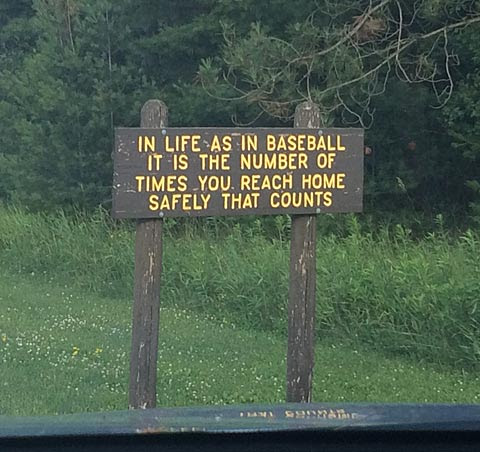 IN LIFE AS IN BASEBALL
IT IS THE NUMBER OF
TIMES YOU REACH HOME
SAFELY THAT COUNTS